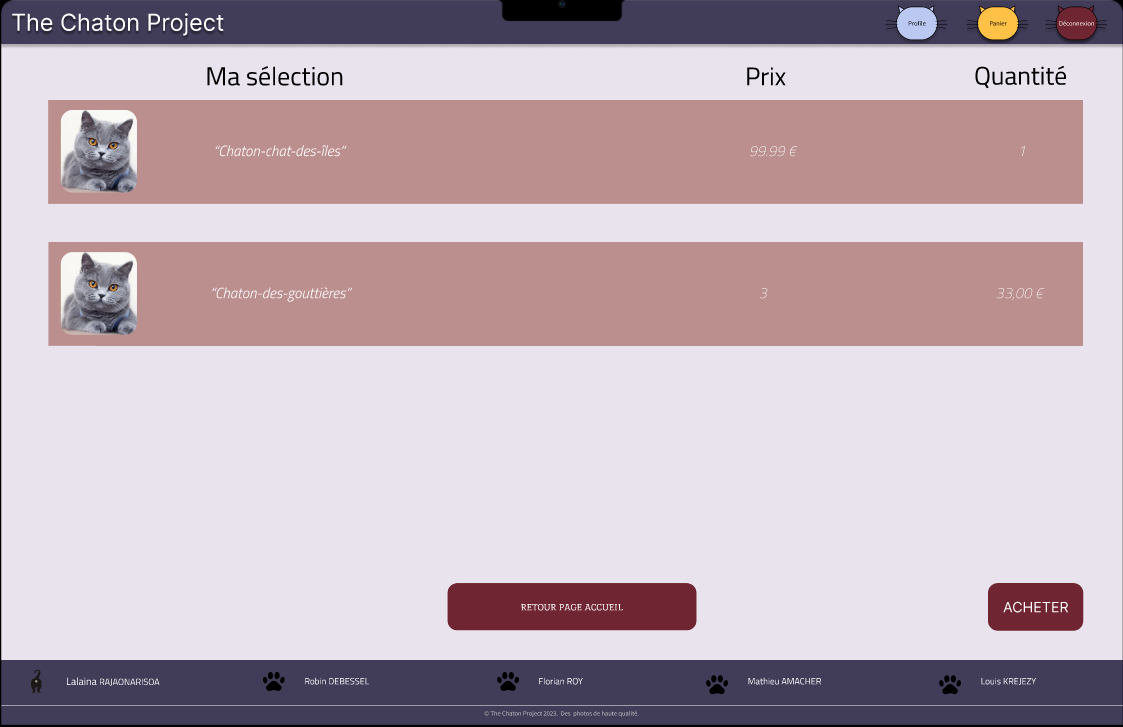 The Chaton Project
Profile
Panier
Déconnexion
Ma sélection
Prix
Quantité
“Chaton-chat-des-îles”
99.99 €
1
“Chaton-des-gouttières”
3
33,00 €
RETOUR PAGE ACCUEIL
ACHETER
Lalaina RAJAONARISOA
Robin DEBESSEL
Florian ROY
Mathieu AMACHER
Louis KREJEZY
© The Chaton Project 2023. Des photos de haute qualité.